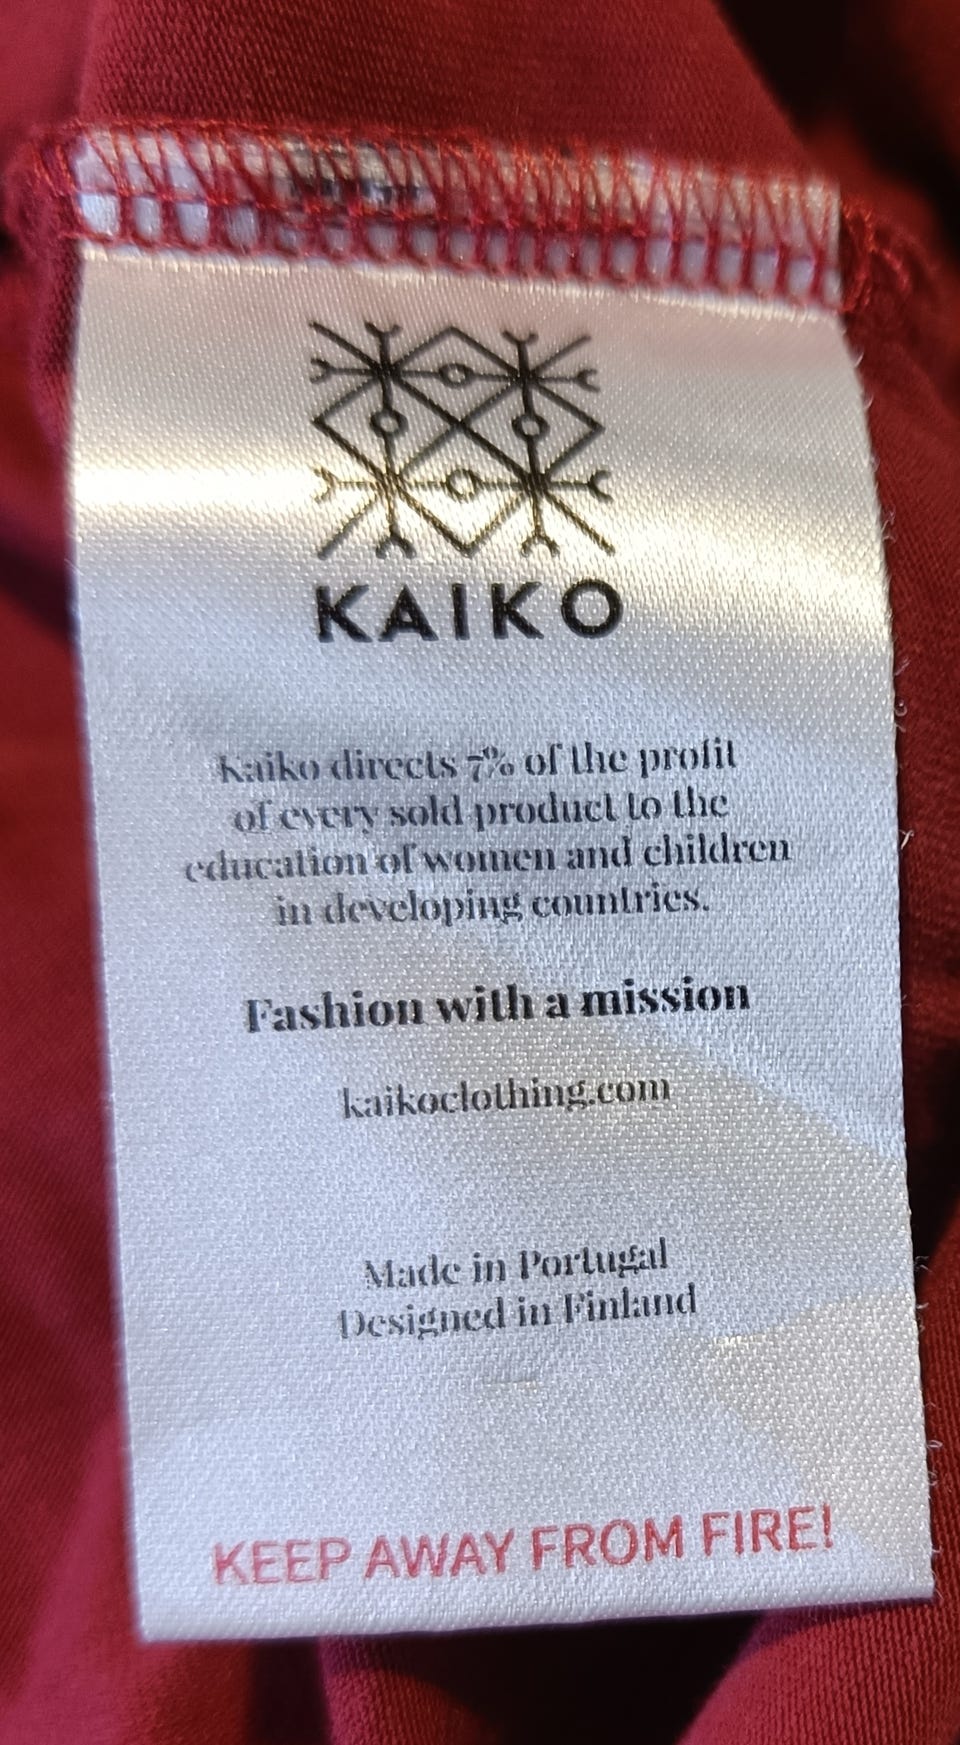 KAIKO
Kaiko directs 7% of the profit
of every sold product to the
education of women and children
in developing countries.
Fashion with a mission
kaikoclothing.com
Made in Portugal
Designed in Finland
KEEP AWAY FROM FIRE!